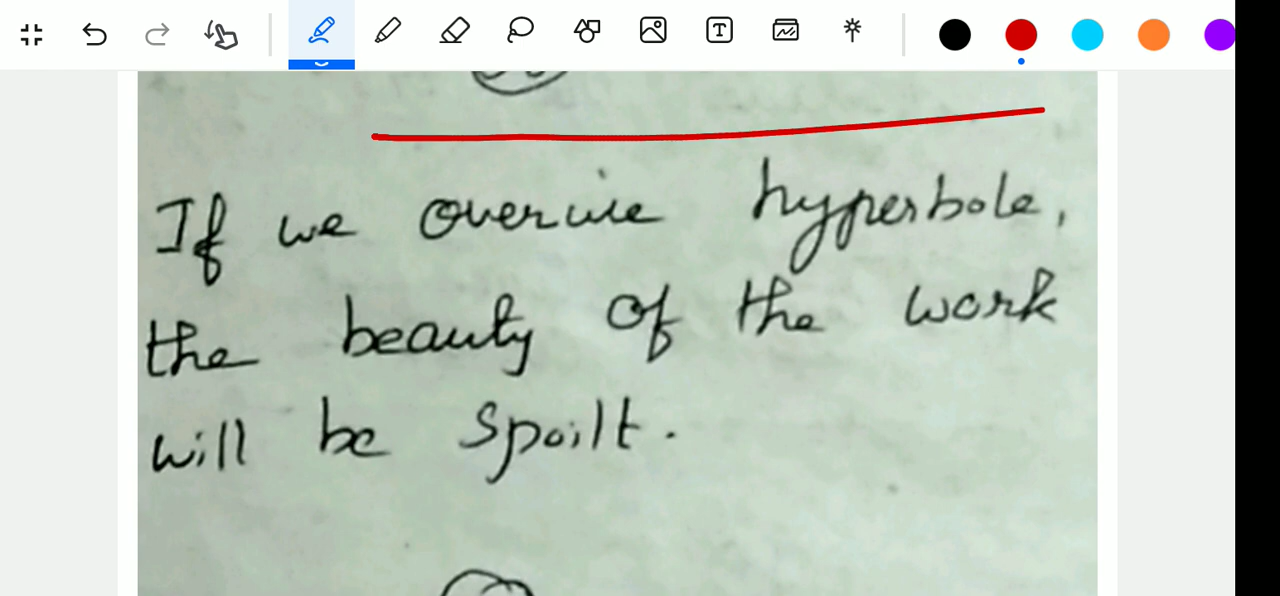 If we overuse hyperbole,
the beauty of the work
will be spoilt.